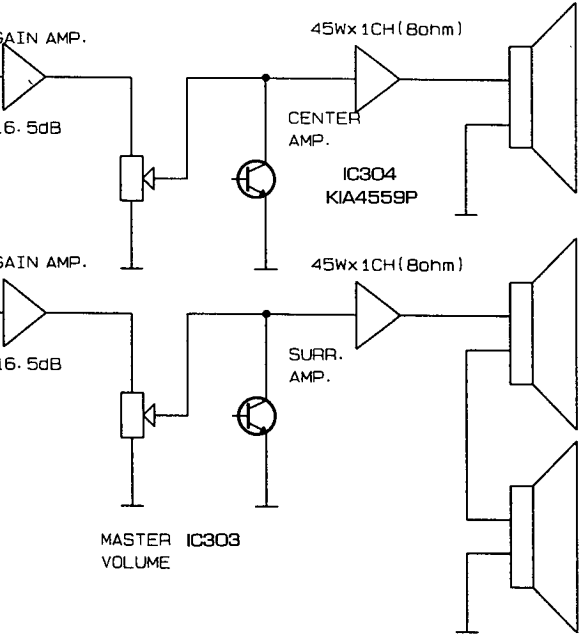 GAIN AMP.
45Wx1CH(8ohm)
16.5dB
CENTER
AMP.
IC304
KIA4559P
GAIN AMP.
45Wx1CH(8ohm)
16.5dB
SURR.
AMP.
MASTER IC303
VOLUME